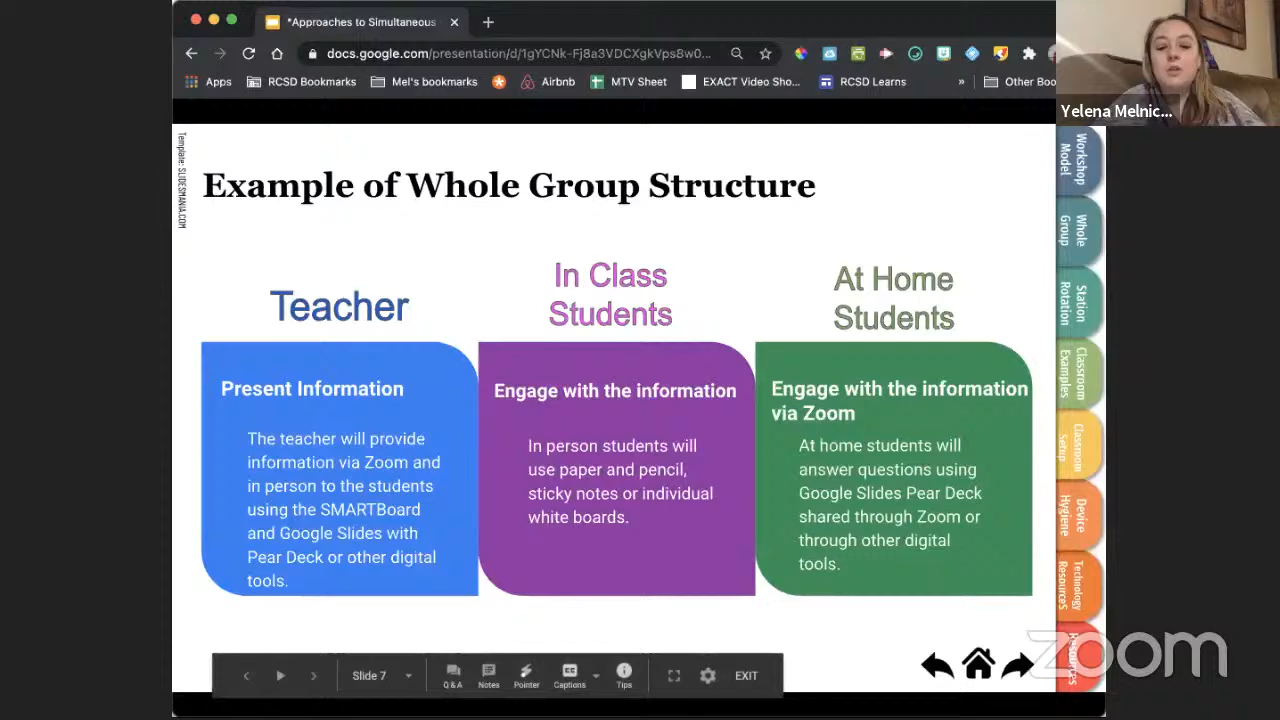 *Approaches to Simultaneous
docs.google.com/presentation/d/1gYCNk-Fj8a3VDCXgkVpsBw0...
Apps
RCSD Bookmarks
Mel's bookmarks
Airbnb
MTV Sheet
EXACT Video Sho...
RCSD Learns
»
Other Boo
Yelena Melnic...
Template: SLIDESMANIA.COM
Example of Whole Group Structure
Teacher
Present Information
The teacher will provide
information via Zoom and
in person to the students
using the SMARTBoard
and Google Slides with
Pear Deck or other digital
tools.
In Class
Students
Engage with the information
In person students will
use paper and pencil,
sticky notes or individual
white boards.
At Home
Students
Engage with the information
via Zoom
At home students will
answer questions using
Google Slides Pear Deck
shared through Zoom or
through other digital
tools.
Workshop
Model
Whole
Group
Station
Rotation
Classroom
Examples
Classroom
Setup
Device
Hygiene
Technology
ResourceS
Resources
Slide 7
Q & A
Notes
Pointer
Captions
Tips
EXIT
zoom